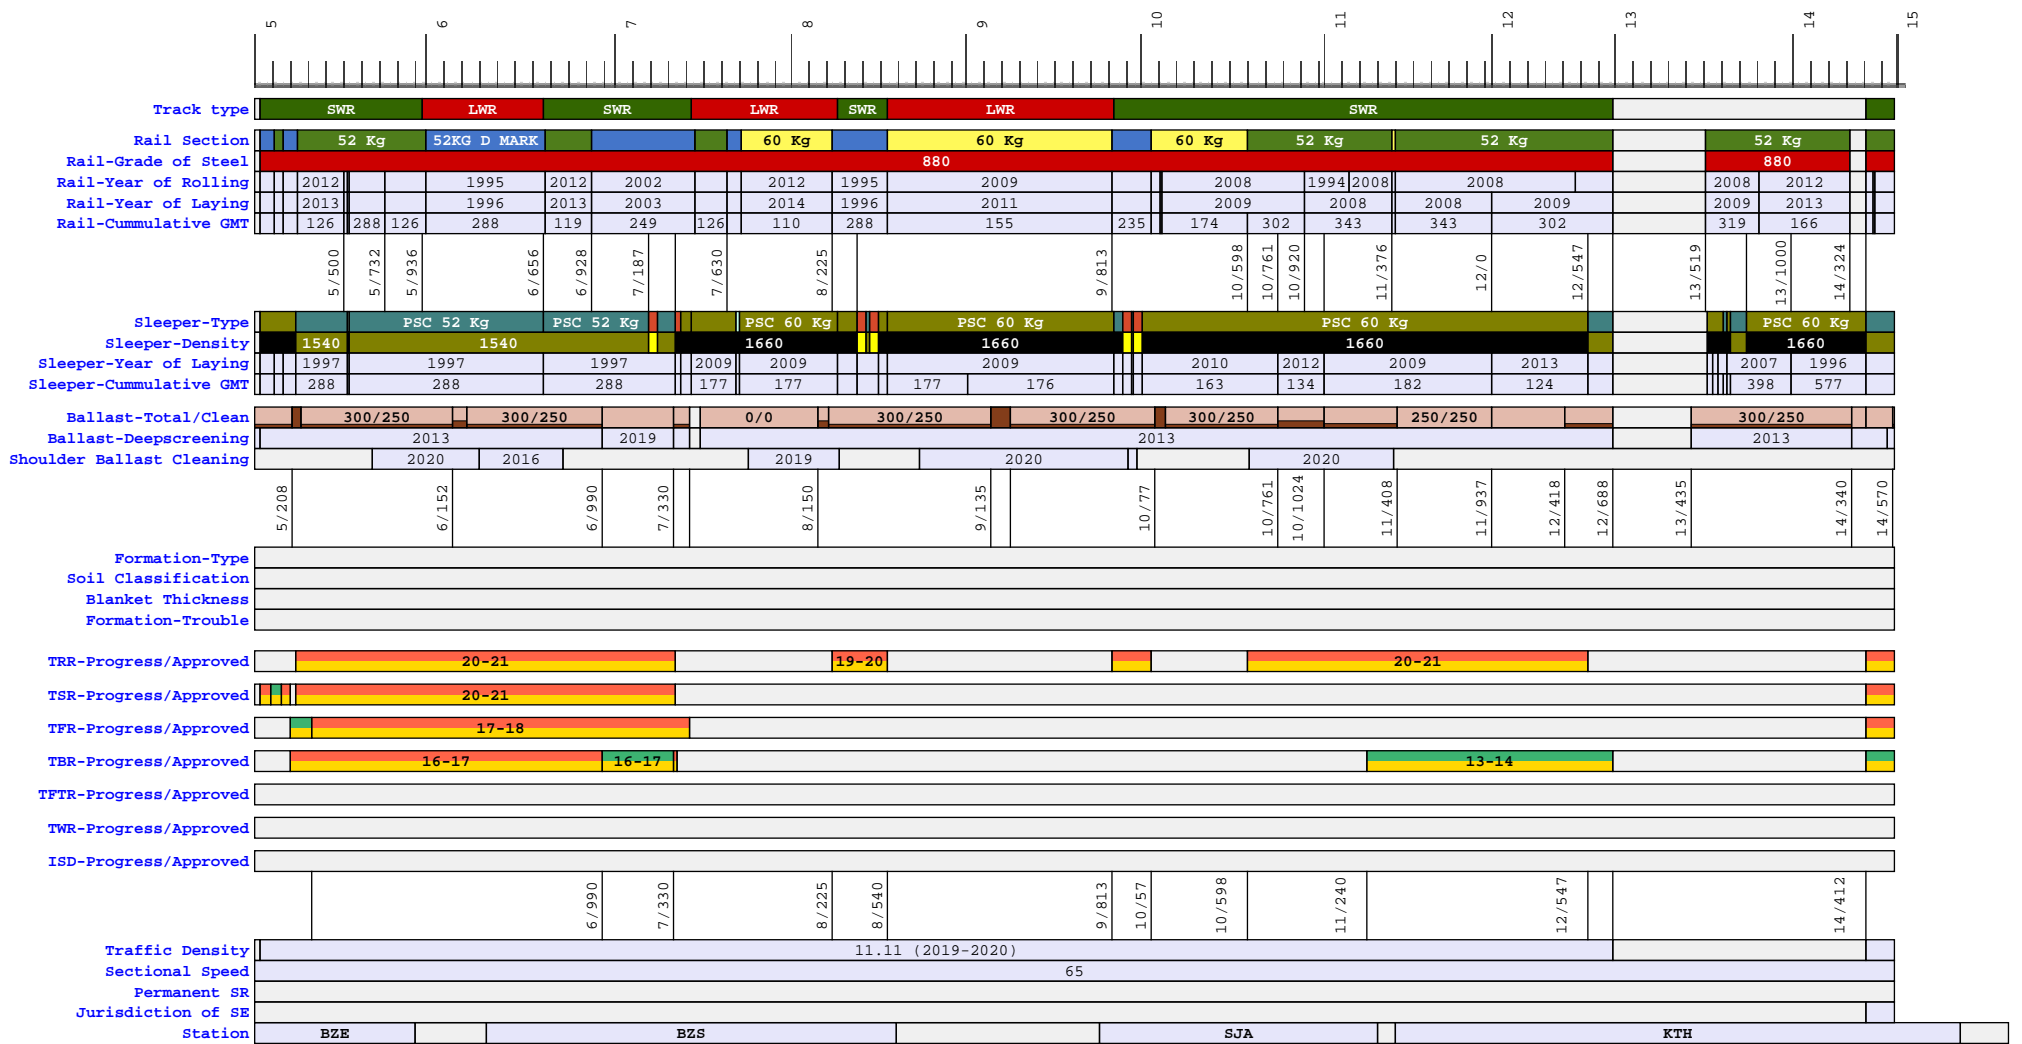 5 6 7 8 9 10 11 12 13 14 15
Track type SWR LWR SWR LWR SWR LWR SWR
Rail Section 52 Kg 52KG D MARK 60 Kg 60 Kg 60 Kg 52 Kg 52 Kg 52 Kg
Rail-Grade of Steel 880 880
Rail-Year of Rolling 2012 1995 2012 2002 2012 1995 2009 2008 1994 2008 2008 2008 2012
Rail-Year of Laying 2013 1996 2013 2003 2014 1996 2011 2009 2008 2008 2009 2009 2013
Rail-Cummulative GMT 126 288 126 288 119 249 126 110 288 155 235 174 302 343 343 302 319 166
5/500 5/732 5/936 6/656 6/928 7/187 7/630 8/225 9/813 10/598 10/761 10/920 11/376 12/0 12/547 13/519 13/1000 14/324
Sleeper-Type PSC 52 Kg PSC 52 Kg PSC 60 Kg PSC 60 Kg PSC 60 Kg PSC 60 Kg
Sleeper-Density 1540 1540 1660 1660 1660 1660
Sleeper-Year of Laying 1997 1997 1997 2009 2009 2009 2010 2012 2009 2013 2007 1996
Sleeper-Cummulative GMT 288 288 288 177 177 177 176 163 134 182 124 398 577
Ballast-Total/Clean 300/250 300/250 0/0 300/250 300/250 300/250 250/250 300/250
Ballast-Deepscreening 2013 2019 2013 2013
Shoulder Ballast Cleaning 2020 2016 2019 2020 2020
5/208 6/152 6/990 7/330 8/150 9/135 10/77 10/761 10/1024 11/408 11/937 12/418 12/688 13/435 14/340 14/570
Formation-Type
Soil Classification
Blanket Thickness
Formation-Trouble
TRR-Progress/Approved 20-21 19-20 20-21
TSR-Progress/Approved 20-21
TFR-Progress/Approved 17-18
TBR-Progress/Approved 16-17 16-17 13-14
TFTR-Progress/Approved
TWR-Progress/Approved
ISD-Progress/Approved
6/990 7/330 8/225 8/540 9/813 10/57 10/598 11/240 12/547 14/412
Traffic Density 11.11 (2019-2020)
Sectional Speed 65
Permanent SR
Jurisdiction of SE
Station BZE BZS SJA KTH